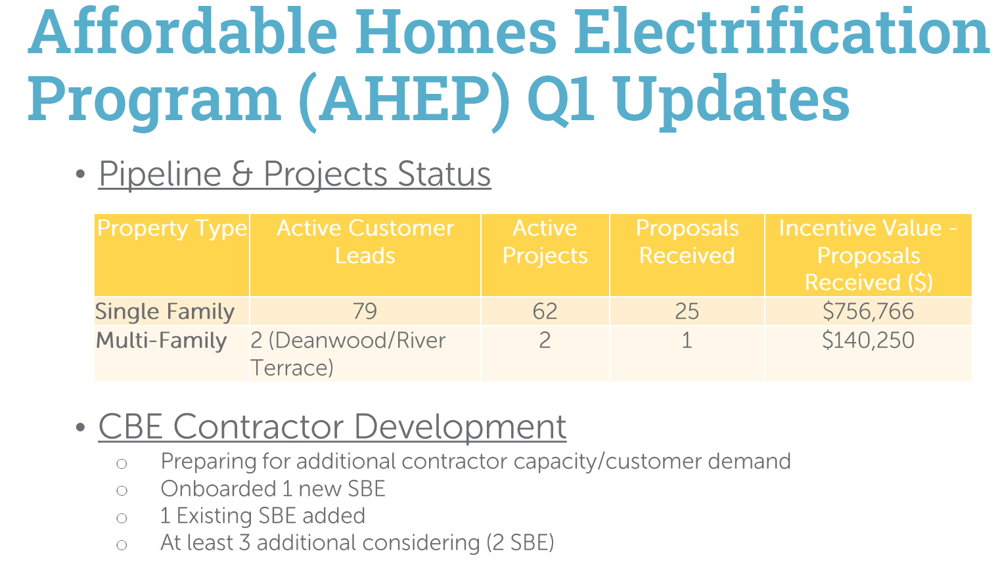 Affordable Homes Electrification
Program (AHEP) Q1 Updates
• Pipeline & Projects Status
Property Type Active Customer Leads Active Projects Proposals Received Incentive Value - Proposals Received ($)
Single Family 79 62 25 $756,766
Multi-Family 2 (Deanwood/River Terrace) 2 1 $140,250
• CBE Contractor Development
○ Preparing for additional contractor capacity/customer demand
○ Onboarded 1 new SBE
○ 1 Existing SBE added
○ At least 3 additional considering (2 SBE)